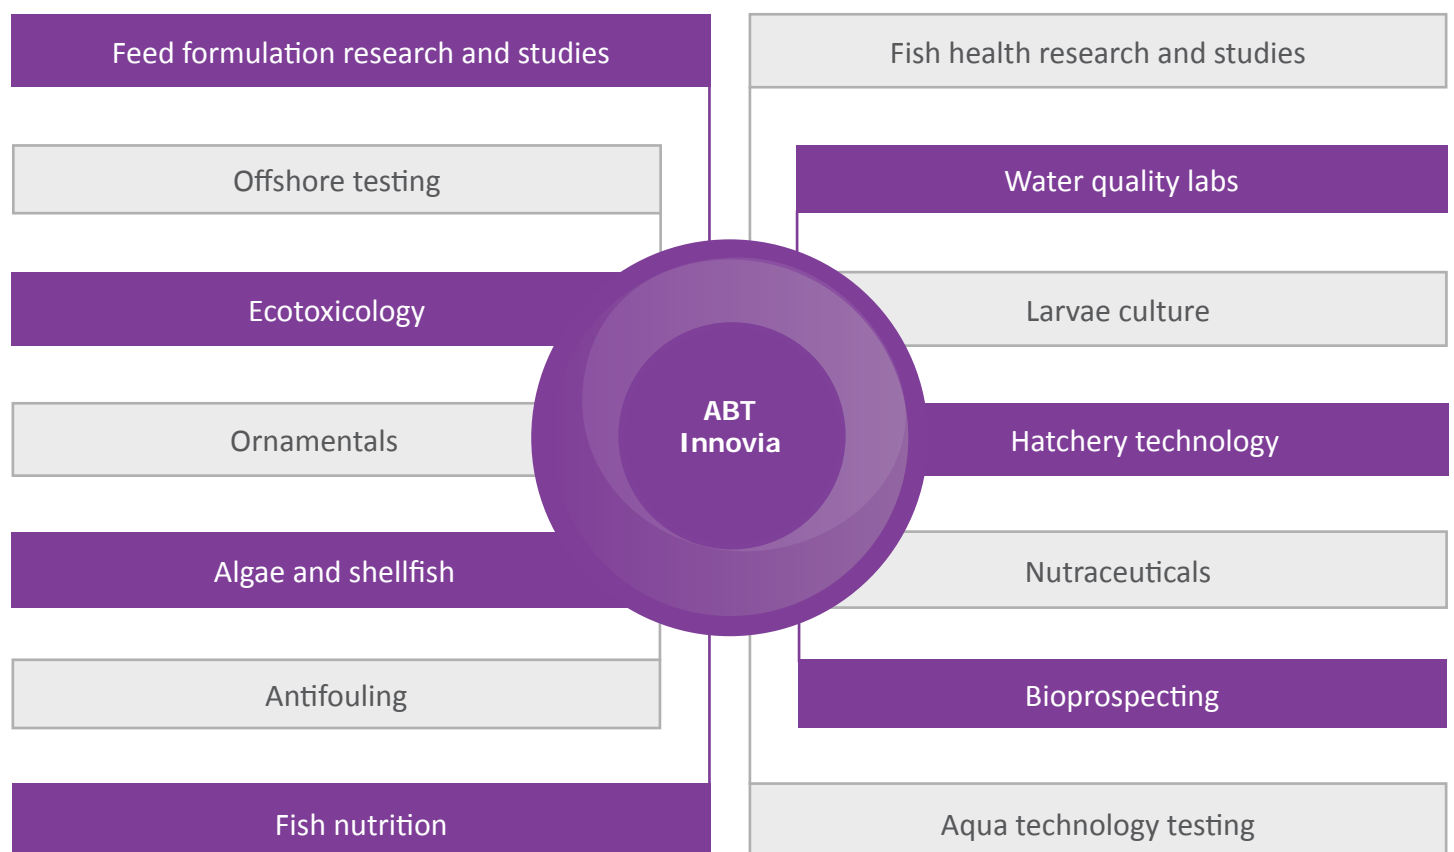 Feed formulation research and studies
Fish health research and studies
Offshore testing
Water quality labs
Ecotoxicology
Larvae culture
ABT
Innovia
Ornamentals
Hatchery technology
Algae and shellfish
Nutraceuticals
Antifouling
Bioprospecting
Fish nutrition
Aqua technology testing